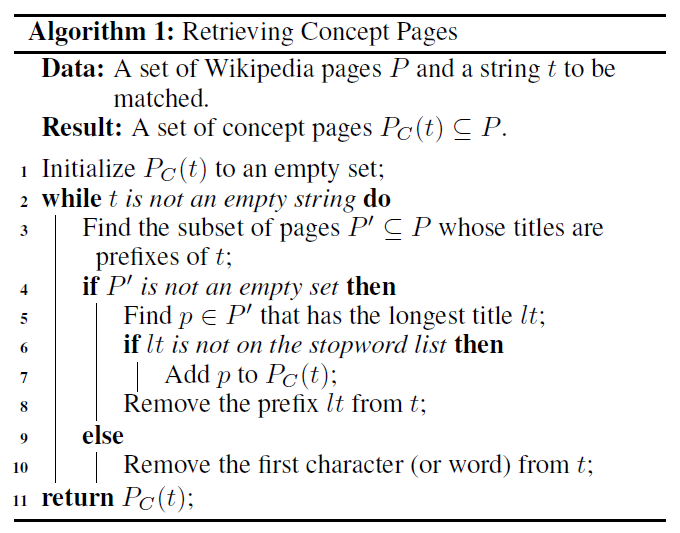 Algorithm 1: Retrieving Concept Pages
Data: A set of Wikipedia pages P and a string t to be
matched.
Result: A set of concept pages P_C(t) ⊆ P.
1 Initialize P_C(t) to an empty set;
2 while t is not an empty string do
3 Find the subset of pages P′ ⊆ P whose titles are
prefixes of t;
4 if P′ is not an empty set then
5 Find p ∈ P′ that has the longest title lt;
6 if lt is not on the stopword list then
7 Add p to P_C(t);
8 Remove the prefix lt from t;
9 else
10 Remove the first character (or word) from t;
11 return P_C(t);